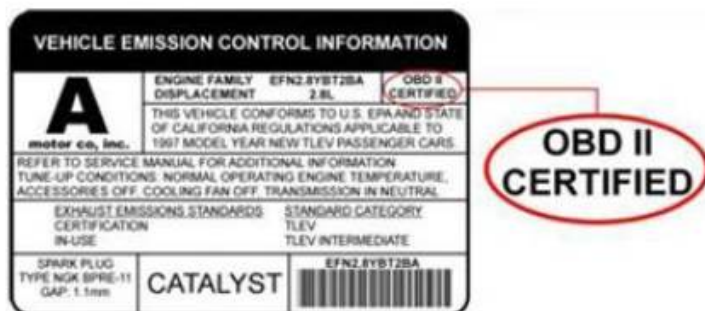 VEHICLE EMISSION CONTROL INFORMATION
A
motor co, inc.
ENGINE FAMILY EFN2.8YBT2BA
DISPLACEMENT 2.8L
OBD II
CERTIFIED
THIS VEHICLE CONFORMS TO U.S. EPA AND STATE
OF CALIFORNIA REGULATIONS APPLICABLE TO
1997 MODEL YEAR NEW TLEV PASSENGER CARS.
REFER TO SERVICE MANUAL FOR ADDITIONAL INFORMATION
TUNE-UP CONDITIONS: NORMAL OPERATING ENGINE TEMPERATURE,
ACCESSORIES OFF, COOLING FAN OFF, TRANSMISSION IN NEUTRAL
EXHAUST EMISSIONS STANDARDS STANDARD CATEGORY
CERTIFICATION TLEV
IN-USE TLEV INTERMEDIATE
SPARK PLUG
TYPE NGK BPRE-11
GAP: 1.1mm
CATALYST
EFN2.8YBT2BA
OBD II
CERTIFIED